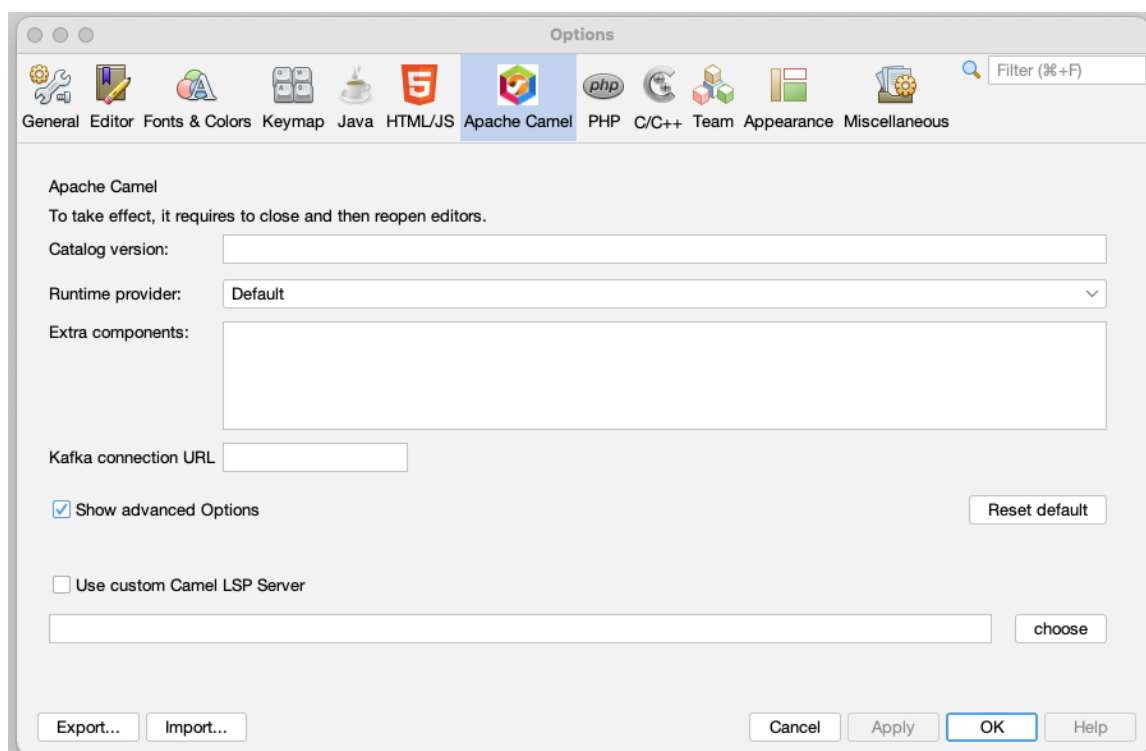 Options
Filter (⌘+F)
General Editor Fonts & Colors Keymap Java HTML/JS Apache Camel PHP C/C++ Team Appearance Miscellaneous
Apache Camel
To take effect, it requires to close and then reopen editors.
Catalog version:
Runtime provider: Default
Extra components:
Kafka connection URL
Show advanced Options Reset default
Use custom Camel LSP Server
choose
Export... Import... Cancel Apply OK Help